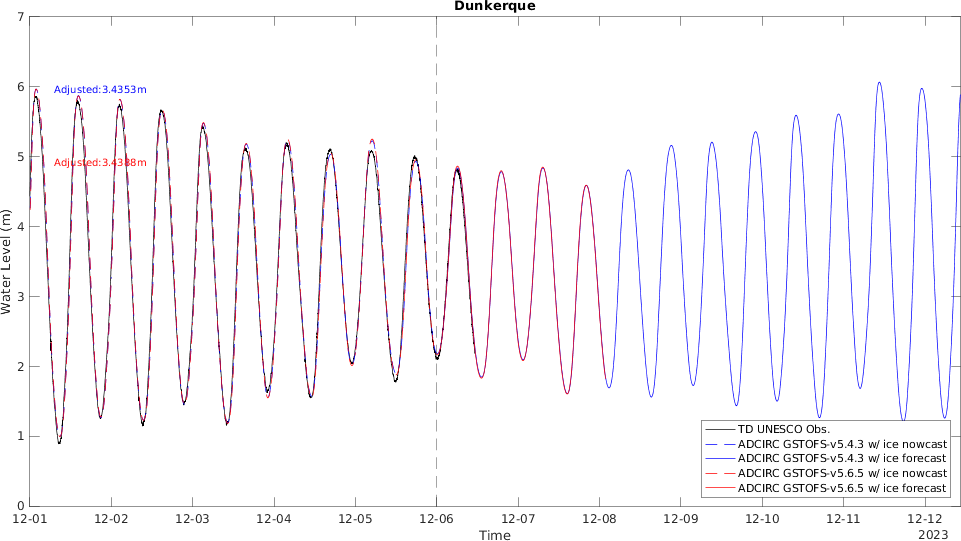 Dunkerque
7
6
5
4
3
2
1
0
Water Level (m)
Adjusted:3.4353m
Adjusted:3.4388m
12-01 12-02 12-03 12-04 12-05 12-06 12-07 12-08 12-09 12-10 12-11 12-12
Time
2023
TD UNESCO Obs.
ADCIRC GSTOFS-v5.4.3 w/ ice nowcast
ADCIRC GSTOFS-v5.4.3 w/ ice forecast
ADCIRC GSTOFS-v5.6.5 w/ ice nowcast
ADCIRC GSTOFS-v5.6.5 w/ ice forecast